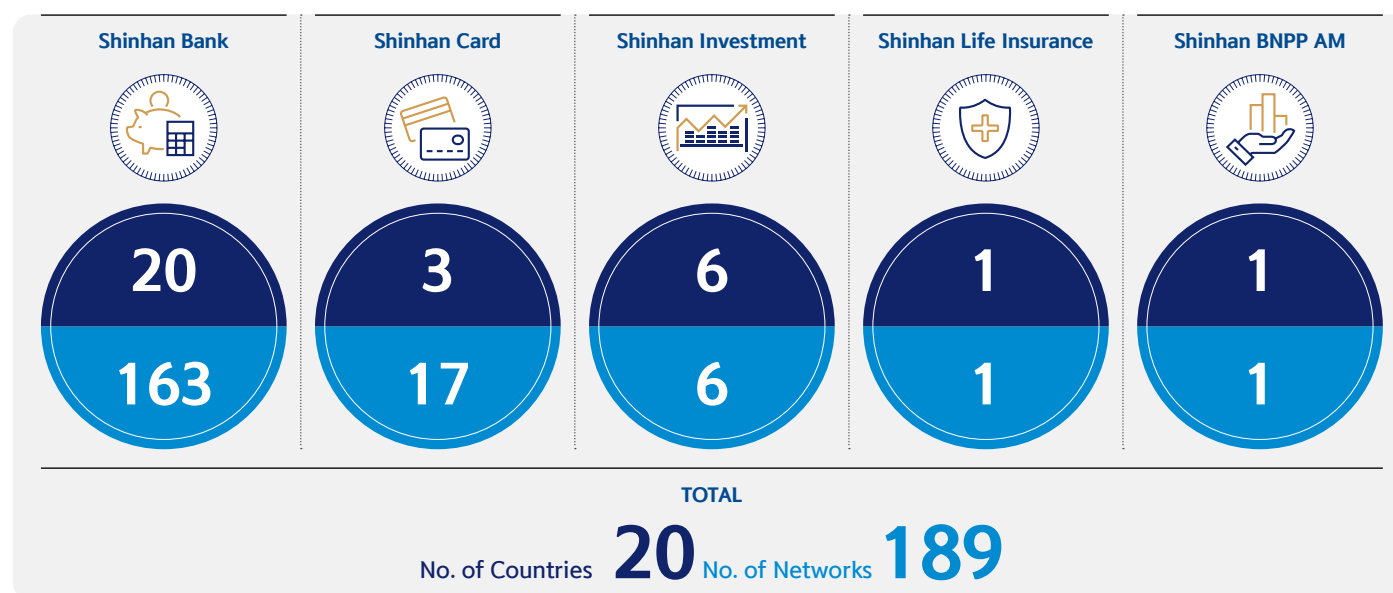 Shinhan Bank
Shinhan Card
Shinhan Investment
Shinhan Life Insurance
Shinhan BNPP AM
20
3
6
1
1
163
17
6
1
1
TOTAL
No. of Countries 20 No. of Networks 189